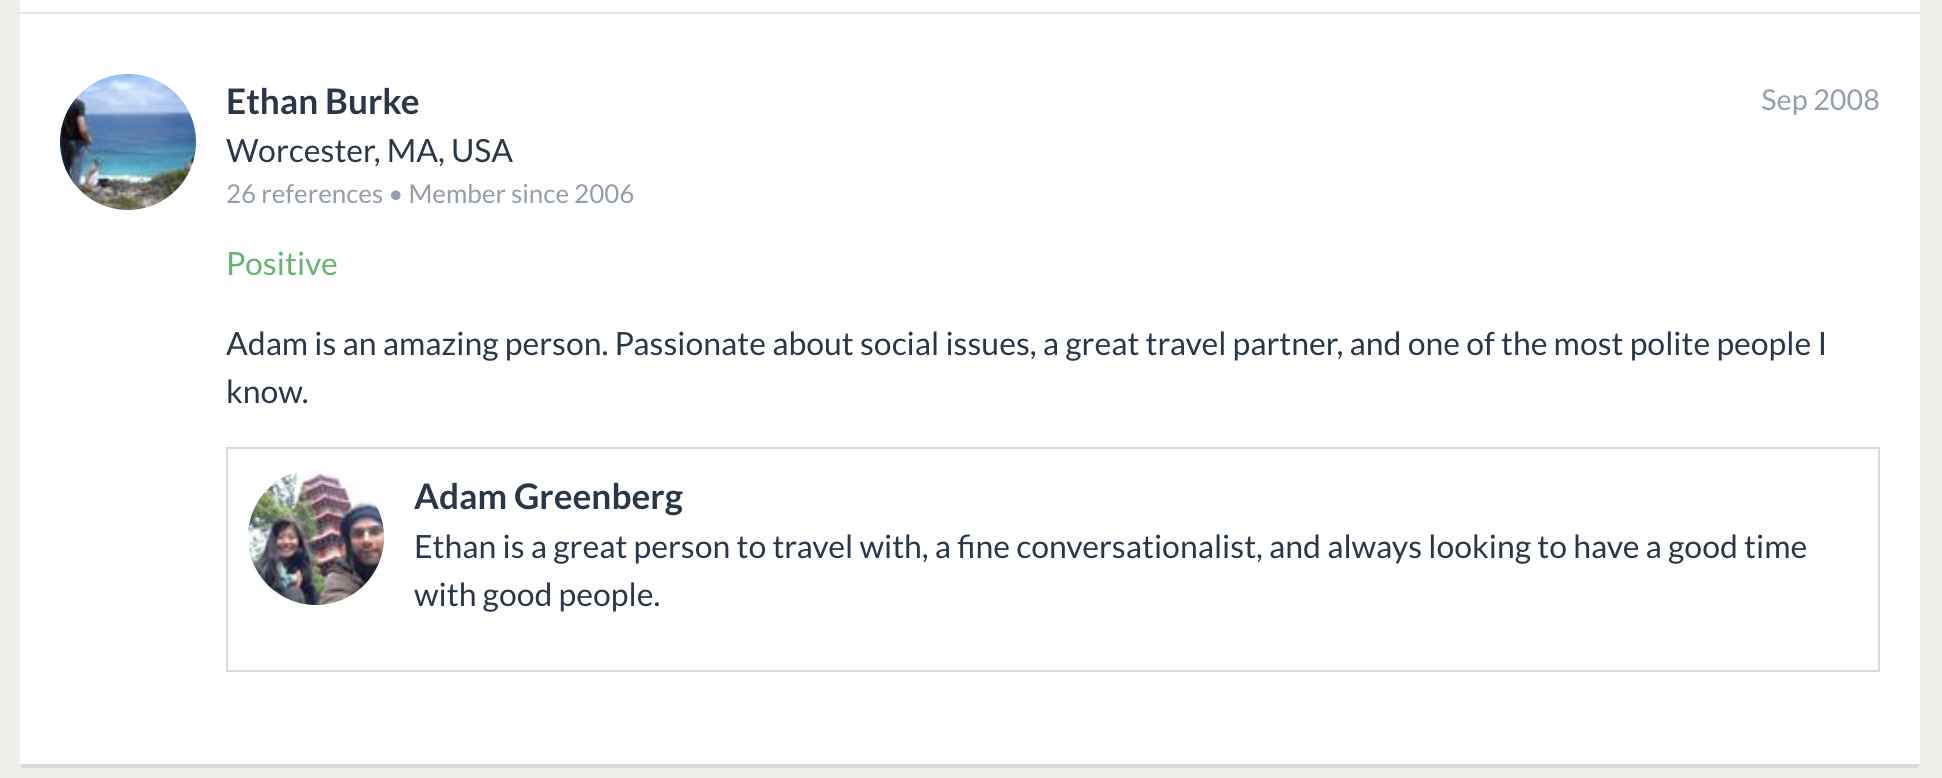 Ethan Burke
Sep 2008
Worcester, MA, USA
26 references • Member since 2006
Positive
Adam is an amazing person. Passionate about social issues, a great travel partner, and one of the most polite people I
know.
Adam Greenberg
Ethan is a great person to travel with, a fine conversationalist, and always looking to have a good time
with good people.